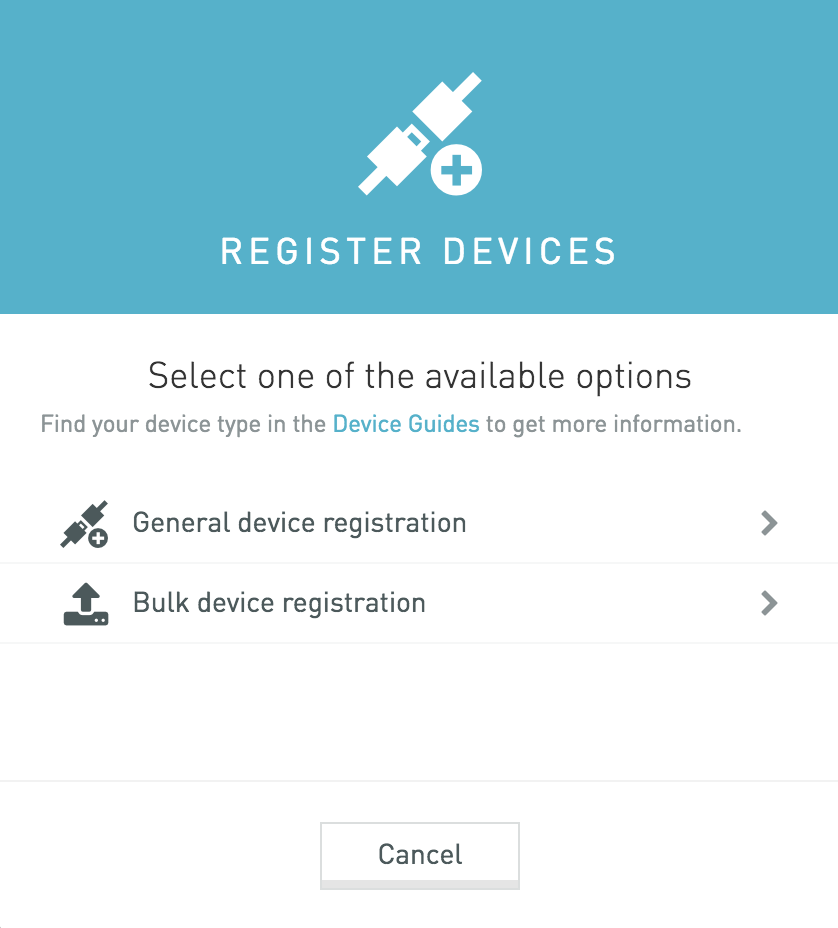 REGISTER DEVICES
Select one of the available options
Find your device type in the Device Guides to get more information.
General device registration
Bulk device registration
Cancel